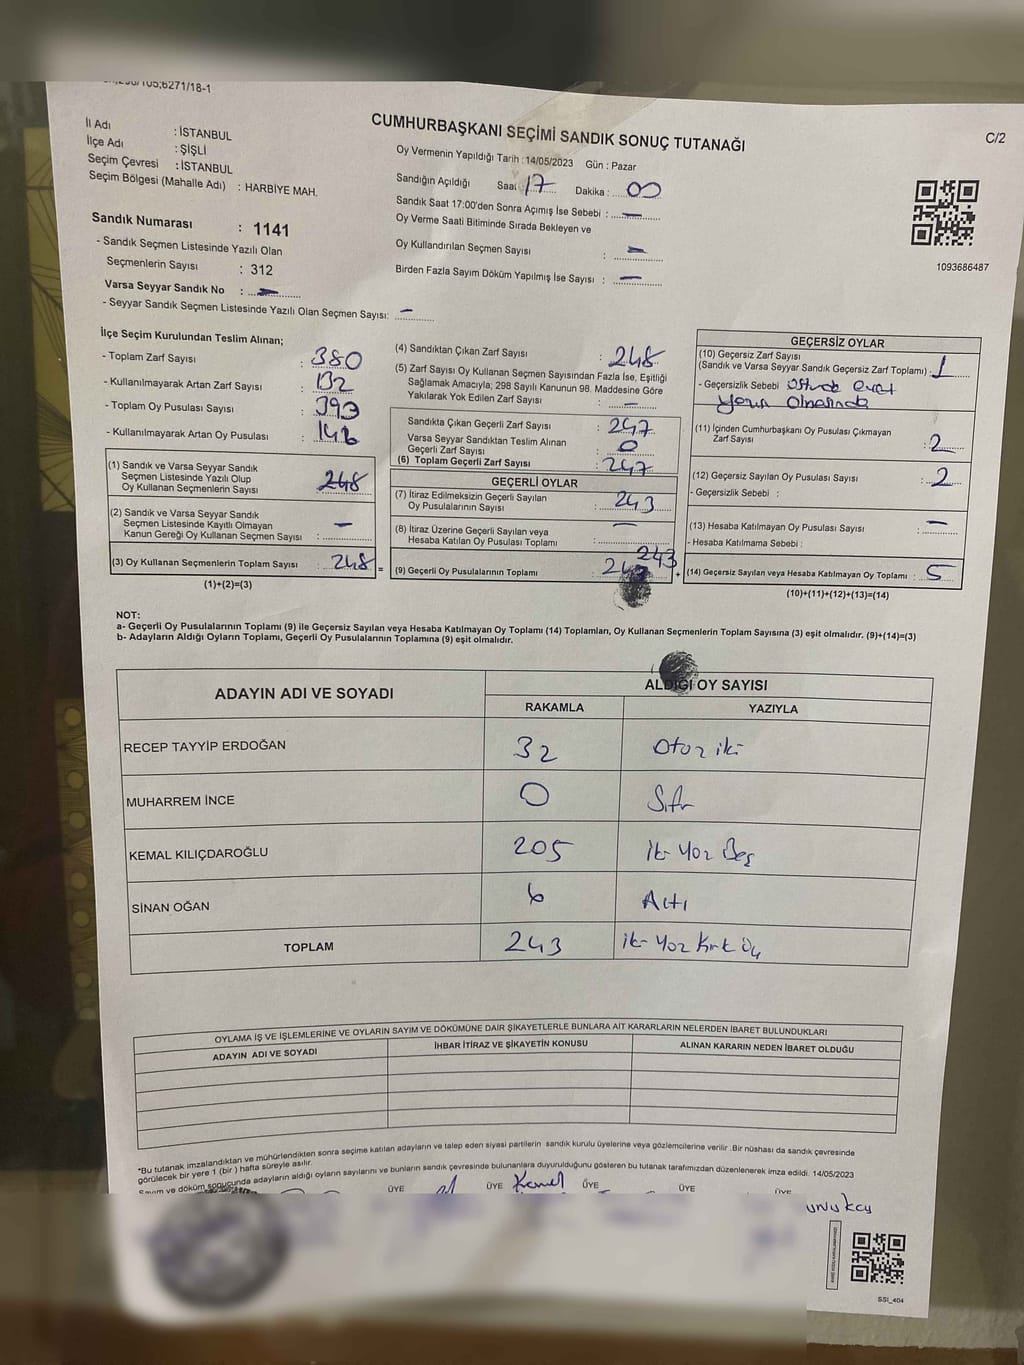 CUMHURBAŞKANI SEÇİMİ SANDIK SONUÇ TUTANAĞI
C/2
İl Adı : İSTANBUL
İlçe Adı : ŞİŞLİ
Seçim Çevresi : İSTANBUL
Seçim Bölgesi (Mahalle Adı) : HARBİYE MAH.
Sandık Numarası : 1141
- Sandık Seçmen Listesinde Yazılı Olan
Seçmenlerin Sayısı : 312
Varsa Seyyar Sandık No : —
- Seyyar Sandık Seçmen Listesinde Yazılı Olan Seçmen Sayısı: —
Oy Vermenin Yapıldığı Tarih : 14/05/2023 Gün : Pazar
Sandığın Açıldığı Saat 17 Dakika : 00
Sandık Saat 17:00'den Sonra Açımış İse Sebebi : —
Oy Verme Saati Bitiminde Sırada Bekleyen ve
Oy Kullandırılan Seçmen Sayısı : —
Birden Fazla Sayım Döküm Yapılmış İse Sayısı : —
1093686487
İlçe Seçim Kurulundan Teslim Alınan;
- Toplam Zarf Sayısı : 380
- Kullanılmayarak Artan Zarf Sayısı : 132
- Toplam Oy Pusulası Sayısı : 393
- Kullanılmayarak Artan Oy Pusulası :
(1) Sandık ve Varsa Seyyar Sandık
Seçmen Listesinde Yazılı Olup
Oy Kullanan Seçmenlerin Sayısı : 248
(2) Sandık ve Varsa Seyyar Sandık
Seçmen Listesinde Kayıtlı Olmayan
Kanun Gereği Oy Kullanan Seçmen Sayısı : —
(3) Oy Kullanan Seçmenlerin Toplam Sayısı : 248
(1)+(2)=(3)
=
(4) Sandıktan Çıkan Zarf Sayısı : 248
(5) Zarf Sayısı Oy Kullanan Seçmen Sayısından Fazla İse, Eşitliği
Sağlamak Amacıyla; 298 Sayılı Kanunun 98. Maddesine Göre
Yakılarak Yok Edilen Zarf Sayısı : —
Sandıkta Çıkan Geçerli Zarf Sayısı : 247
Varsa Seyyar Sandıktan Teslim Alınan
Geçerli Zarf Sayısı : 0
(6) Toplam Geçerli Zarf Sayısı : 247
GEÇERLİ OYLAR
(7) İtiraz Edilmeksizin Geçerli Sayılan
Oy Pusulalarının Sayısı : 243
(8) İtiraz Üzerine Geçerli Sayılan veya
Hesaba Katılan Oy Pusulası Toplamı : —
243
(9) Geçerli Oy Pusulalarının Toplamı :
+
GEÇERSİZ OYLAR
(10) Geçersiz Zarf Sayısı
(Sandık ve Varsa Seyyar Sandık Geçersiz Zarf Toplamı) : 1
- Geçersizlik Sebebi :
(11) İçinden Cumhurbaşkanı Oy Pusulası Çıkmayan
Zarf Sayısı : 2
(12) Geçersiz Sayılan Oy Pusulası Sayısı : 2
- Geçersizlik Sebebi :
(13) Hesaba Katılmayan Oy Pusulası Sayısı : —
- Hesaba Katılmama Sebebi :
(14) Geçersiz Sayılan veya Hesaba Katılmayan Oy Toplamı : 5
(10)+(11)+(12)+(13)=(14)
NOT:
a- Geçerli Oy Pusulalarının Toplamı (9) ile Geçersiz Sayılan veya Hesaba Katılmayan Oy Toplamı (14) Toplamları, Oy Kullanan Seçmenlerin Toplam Sayısına (3) eşit olmalıdır. (9)+(14)=(3)
b- Adayların Aldığı Oyların Toplamı, Geçerli Oy Pusulalarının Toplamına (9) eşit olmalıdır.
ADAYIN ADI VE SOYADI ALDIĞI OY SAYISI
RAKAMLA YAZIYLA
RECEP TAYYİP ERDOĞAN 32 Otuz iki
MUHARREM İNCE 0 Sıfır
KEMAL KILIÇDAROĞLU 205 iki Yüz Beş
SİNAN OĞAN 6 Altı
TOPLAM 243 iki Yüz Kırk Üç
OYLAMA İŞ VE İŞLEMLERİNE VE OYLARIN SAYIM VE DÖKÜMÜNE DAİR ŞİKAYETLERLE BUNLARA AİT KARARLARIN NELERDEN İBARET BULUNDUKLARI
ADAYIN ADI VE SOYADI İHBAR İTİRAZ VE ŞİKAYETİN KONUSU ALINAN KARARIN NEDEN İBARET OLDUĞU
*Bu tutanak imzalandıktan ve mühürlendikten sonra seçime katılan adayların ve talep eden siyasi partilerin sandık kurulu üyelerine veya gözlemcilerine verilir .Bir nüshası da sandık çevresinde
görülecek bir yere 1 (bir ) hafta süreyle asılır.
Sayım ve döküm sonucunda adayların aldığı oyların sayılarını ve bunların sandık çevresinde bulunanlara duyurulduğunu gösteren bu tutanak tarafımızdan düzenlenerek imza edildi. 14/05/2023
ÜYE ÜYE Kemal ÜYE ÜYE ÜYE
SSI_404